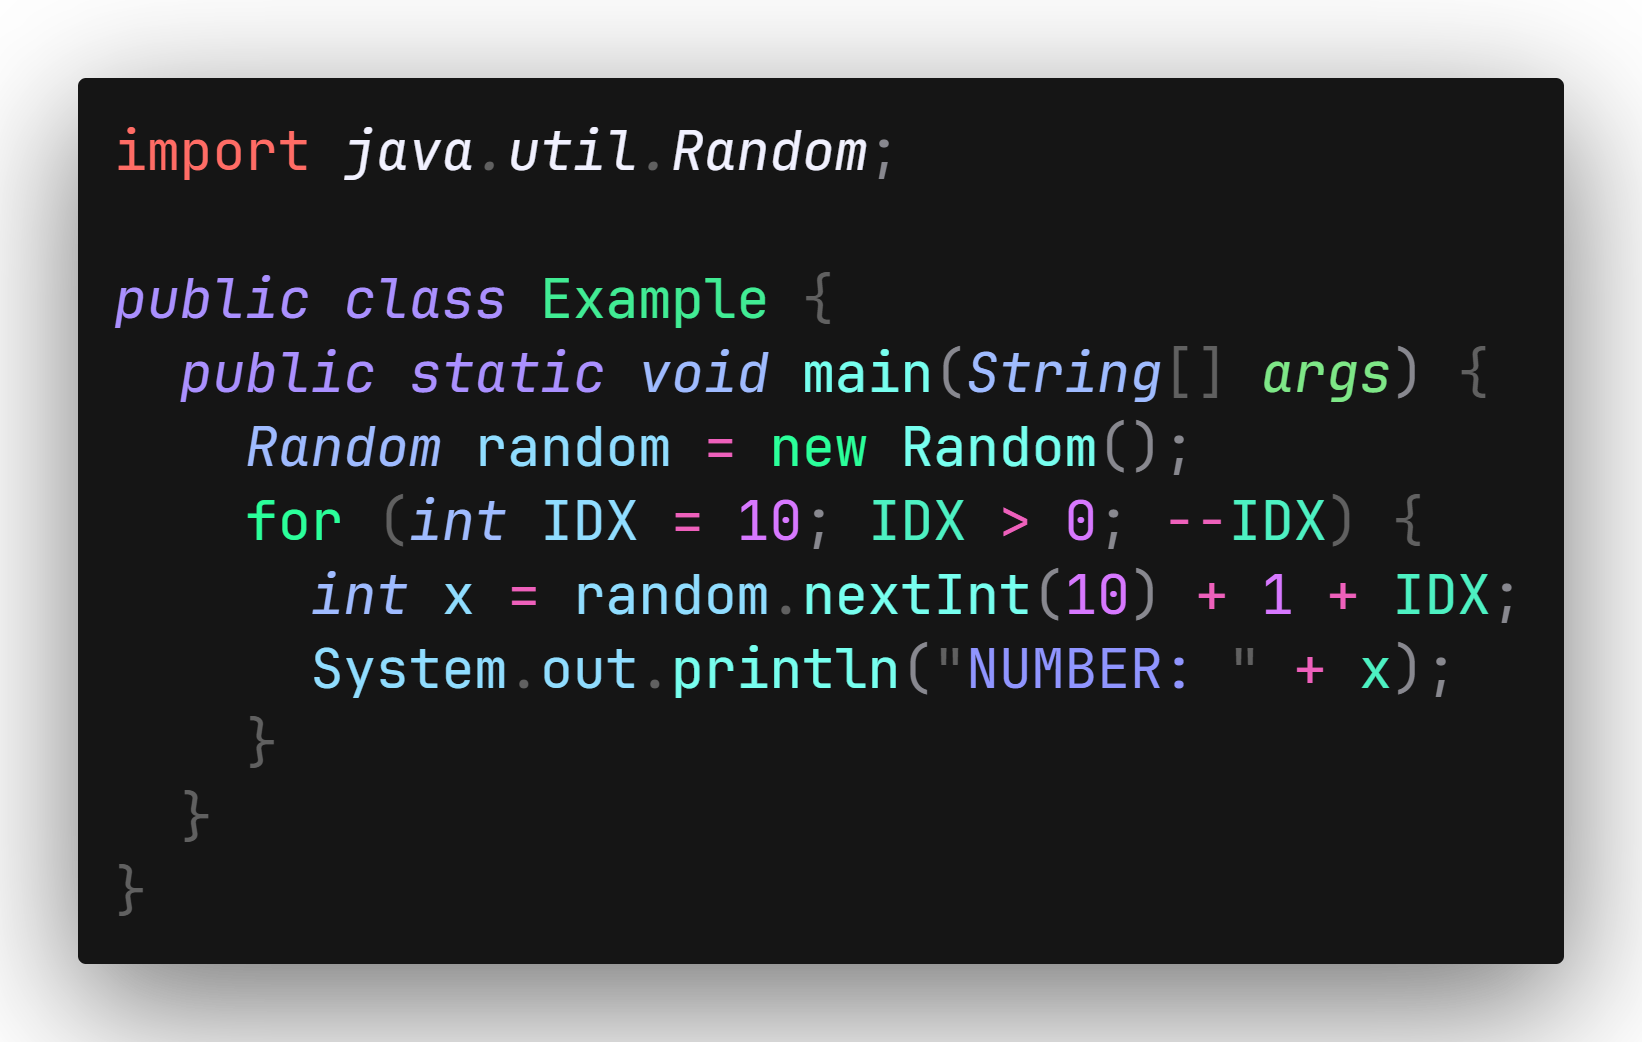 import java.util.Random;

public class Example {
  public static void main(String[] args) {
    Random random = new Random();
    for (int IDX = 10; IDX > 0; --IDX) {
      int x = random.nextInt(10) + 1 + IDX;
      System.out.println("NUMBER: " + x);
    }
  }
}